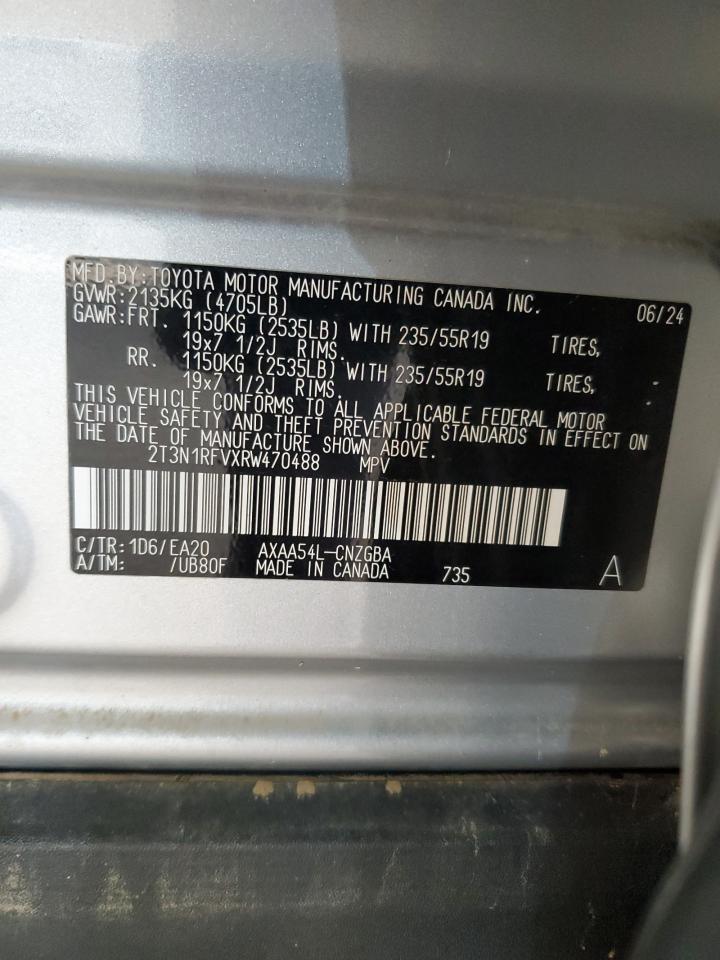 MFD BY:TOYOTA MOTOR MANUFACTURING CANADA INC. 06/24
GVWR:2135KG (4705LB)
GAWR:FRT. 1150KG (2535LB) WITH 235/55R19 TIRES,
19x7 1/2J RIMS.
RR. 1150KG (2535LB) WITH 235/55R19 TIRES,
19x7 1/2J RIMS.
THIS VEHICLE CONFORMS TO ALL APPLICABLE FEDERAL MOTOR
VEHICLE SAFETY AND THEFT PREVENTION STANDARDS IN EFFECT ON
THE DATE OF MANUFACTURE SHOWN ABOVE.
2T3N1RFVXRW470488 MPV
C/TR:1D6/EA20 AXAA54L-CNZGBA
A/TM: /UB80F MADE IN CANADA 735 A